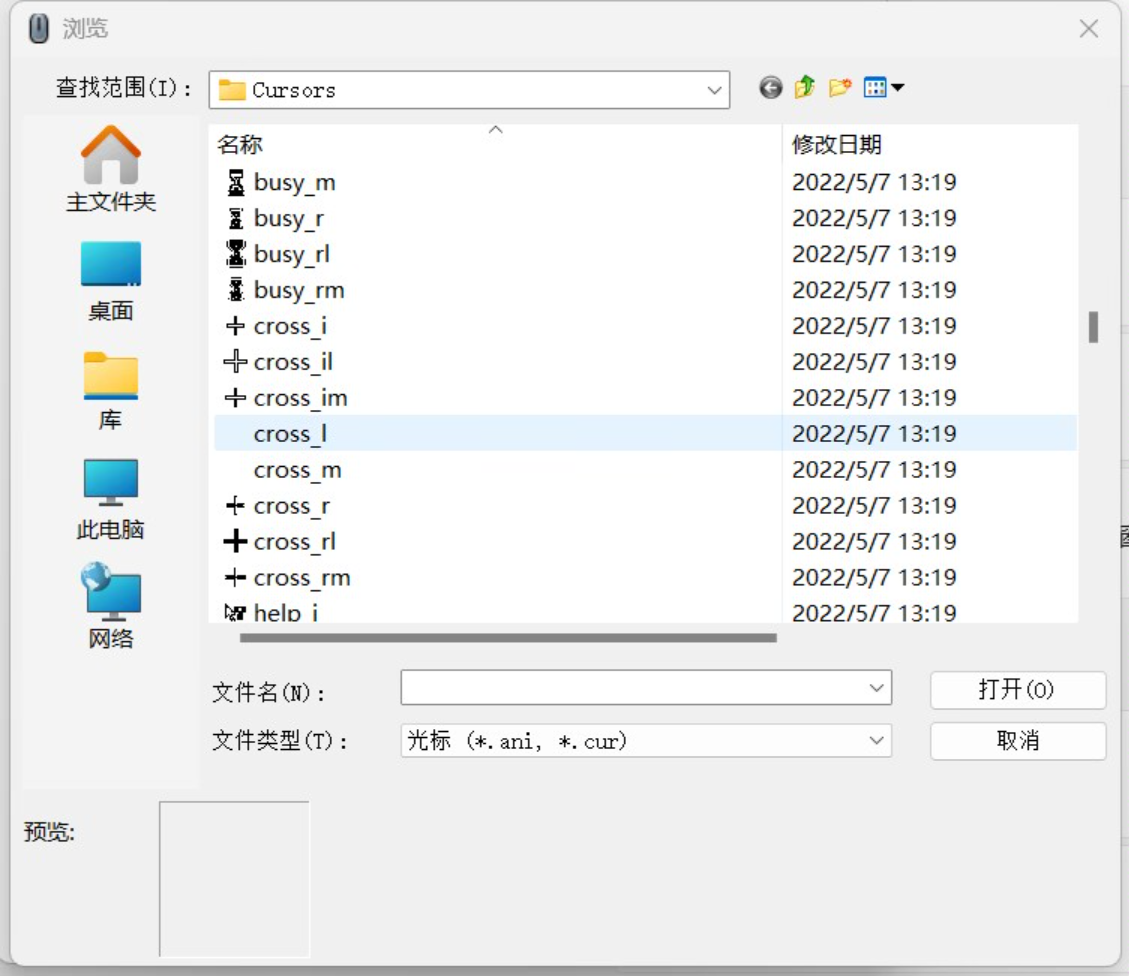 浏览
查找范围(I): Cursors
主文件夹
桌面
库
此电脑
网络
名称 修改日期
busy_m 2022/5/7 13:19
busy_r 2022/5/7 13:19
busy_rl 2022/5/7 13:19
busy_rm 2022/5/7 13:19
cross_i 2022/5/7 13:19
cross_il 2022/5/7 13:19
cross_im 2022/5/7 13:19
cross_l 2022/5/7 13:19
cross_m 2022/5/7 13:19
cross_r 2022/5/7 13:19
cross_rl 2022/5/7 13:19
cross_rm 2022/5/7 13:19
help_i 2022/5/7 13:19
文件名(N): 打开(O)
文件类型(T): 光标 (*.ani, *.cur) 取消
预览: